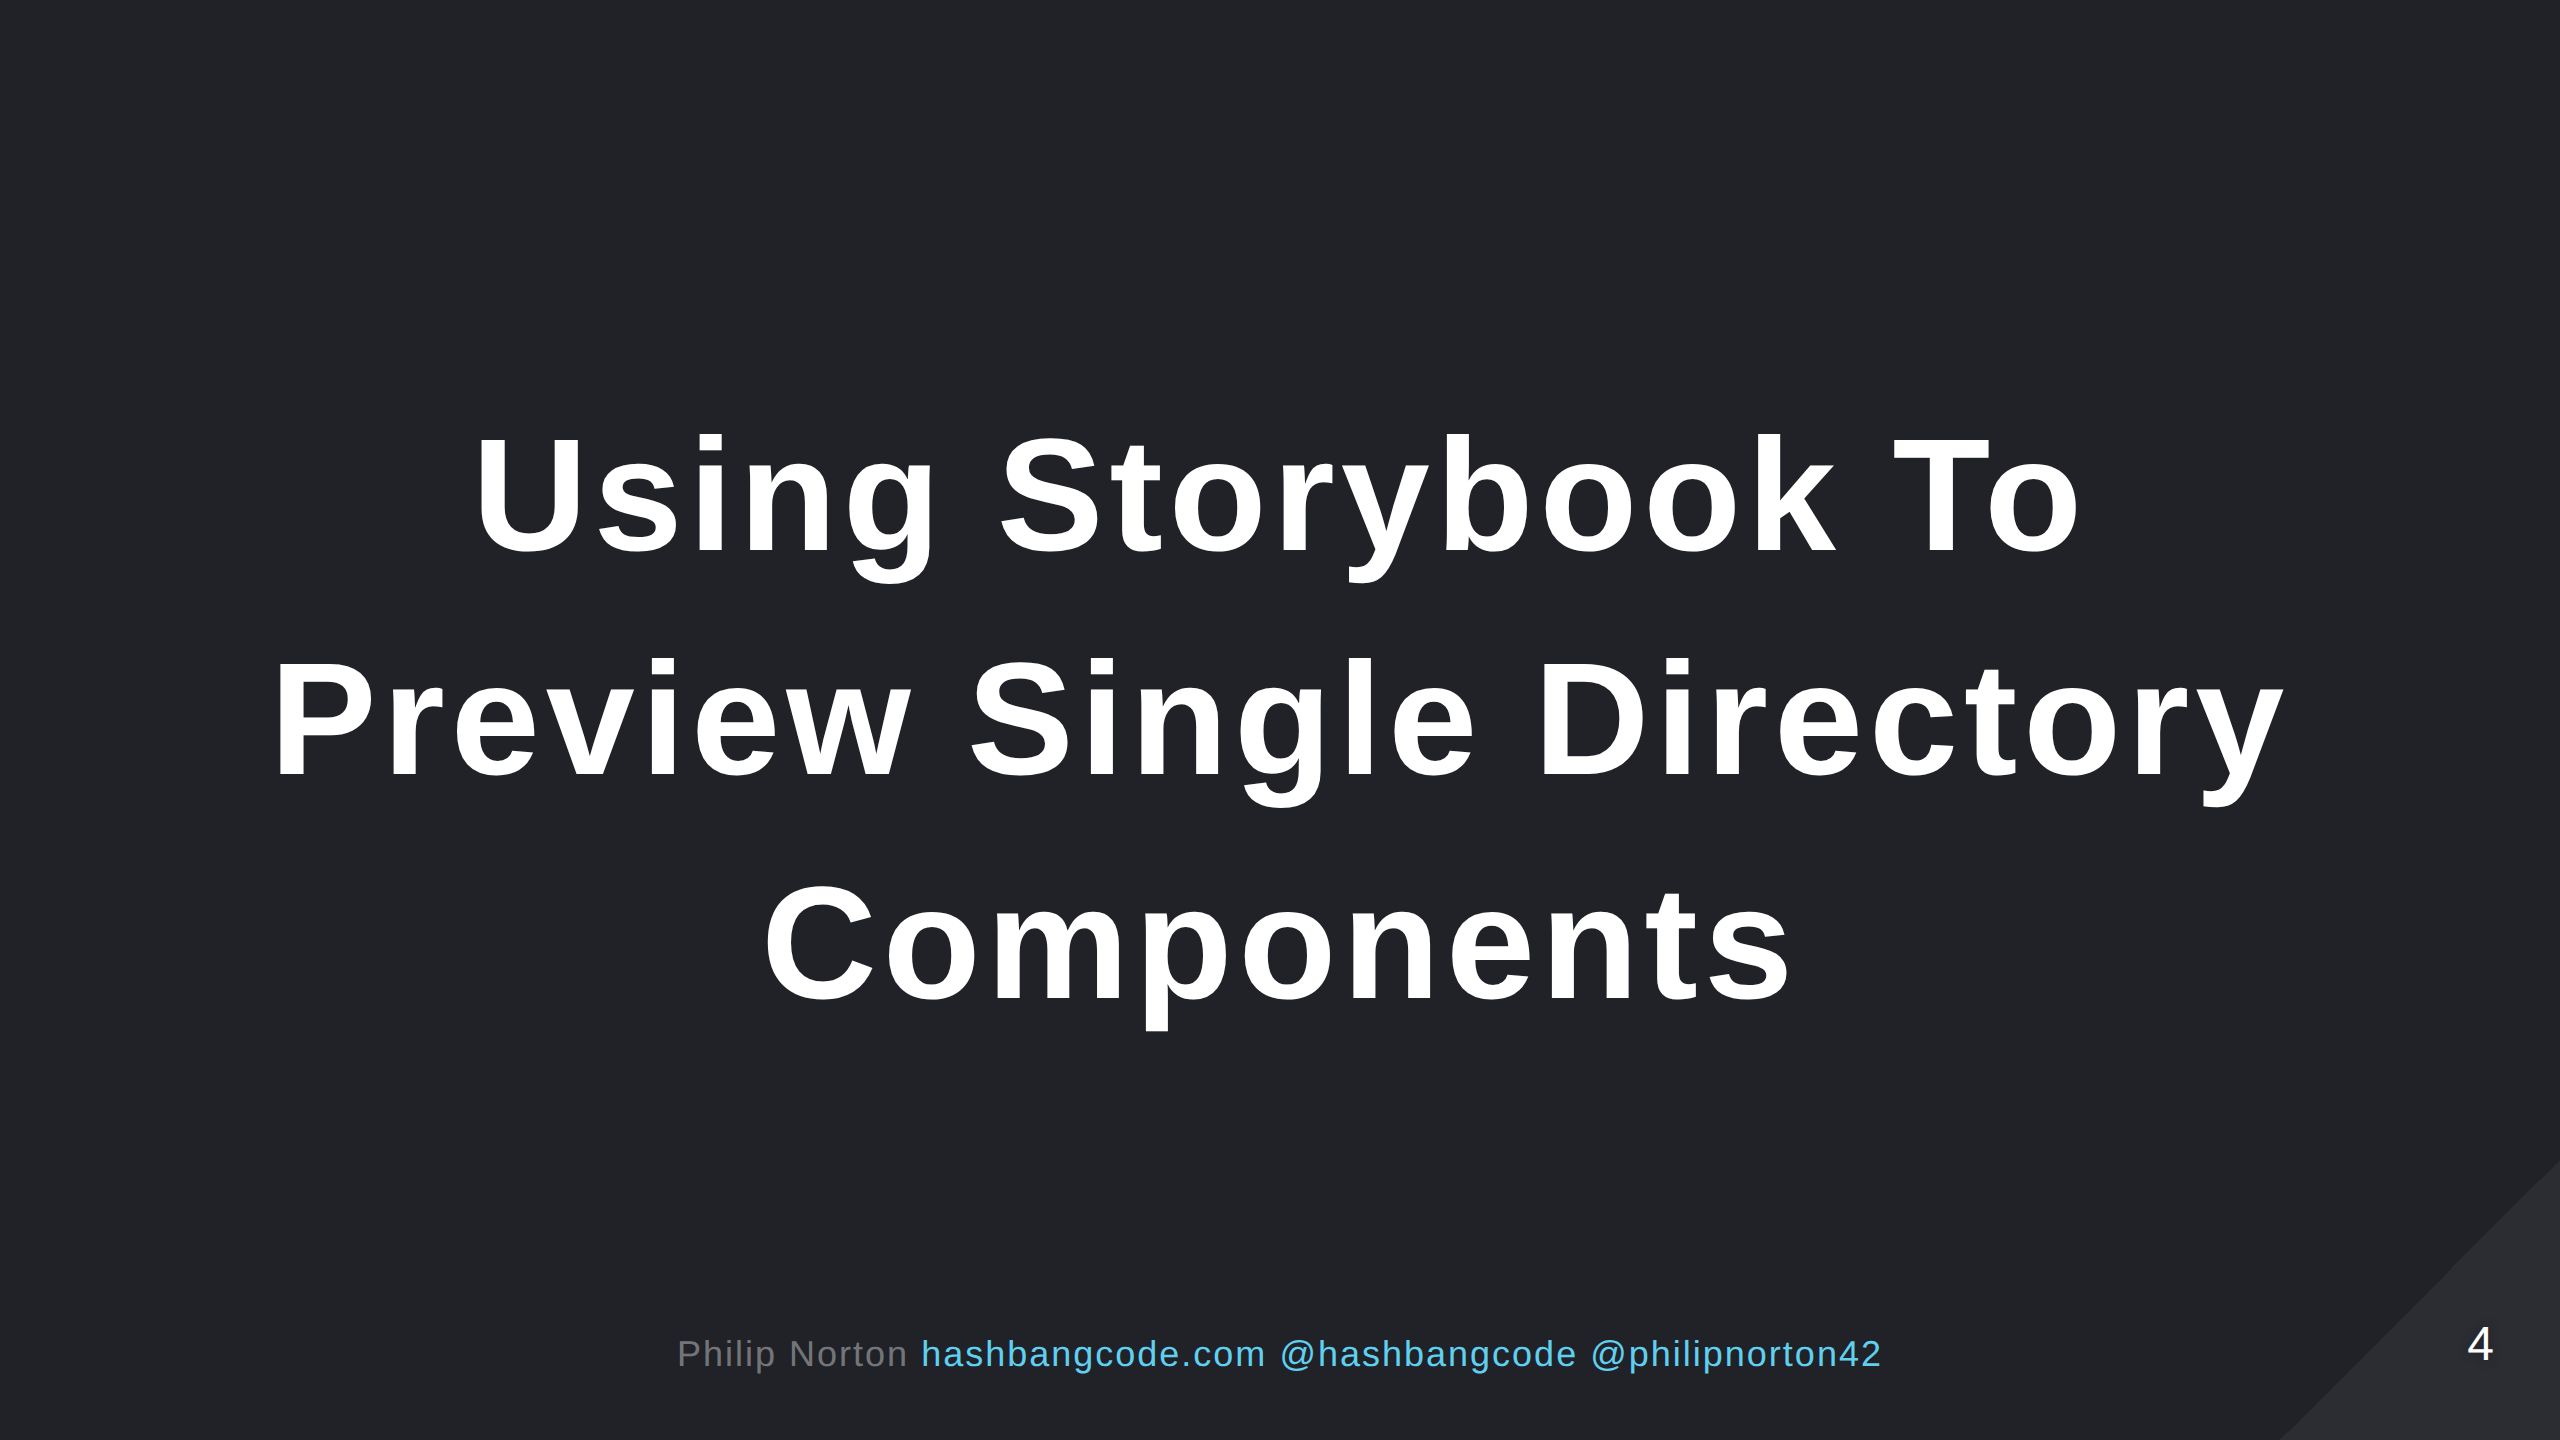 Using Storybook To
Preview Single Directory
Components
Philip Norton hashbangcode.com @hashbangcode @philipnorton42
4